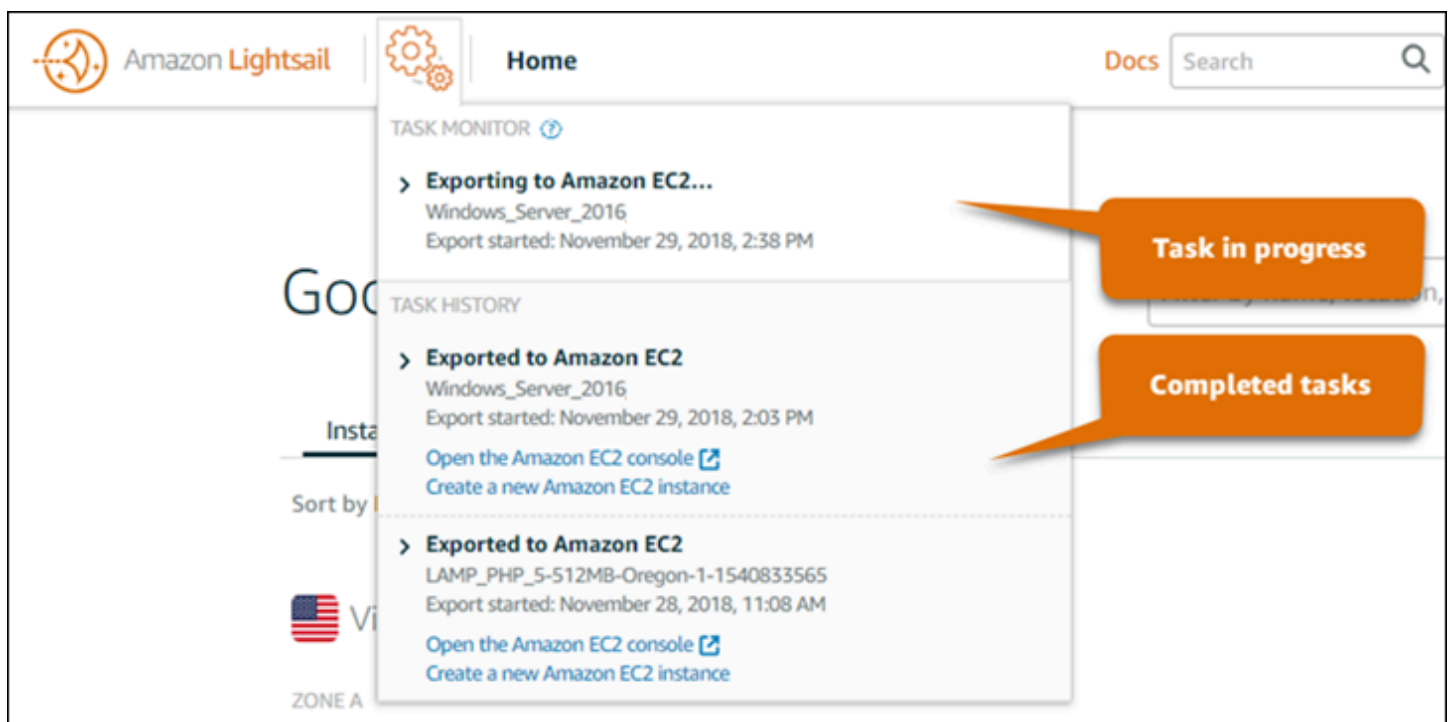 Amazon Lightsail
Home
Docs
Search
TASK MONITOR
Exporting to Amazon EC2...
Windows_Server_2016
Export started: November 29, 2018, 2:38 PM
Task in progress
TASK HISTORY
Exported to Amazon EC2
Windows_Server_2016
Export started: November 29, 2018, 2:03 PM
Open the Amazon EC2 console
Create a new Amazon EC2 instance
Completed tasks
Sort by
Exported to Amazon EC2
LAMP_PHP_5-512MB-Oregon-1-1540833565
Export started: November 28, 2018, 11:08 AM
Open the Amazon EC2 console
Create a new Amazon EC2 instance
ZONE A